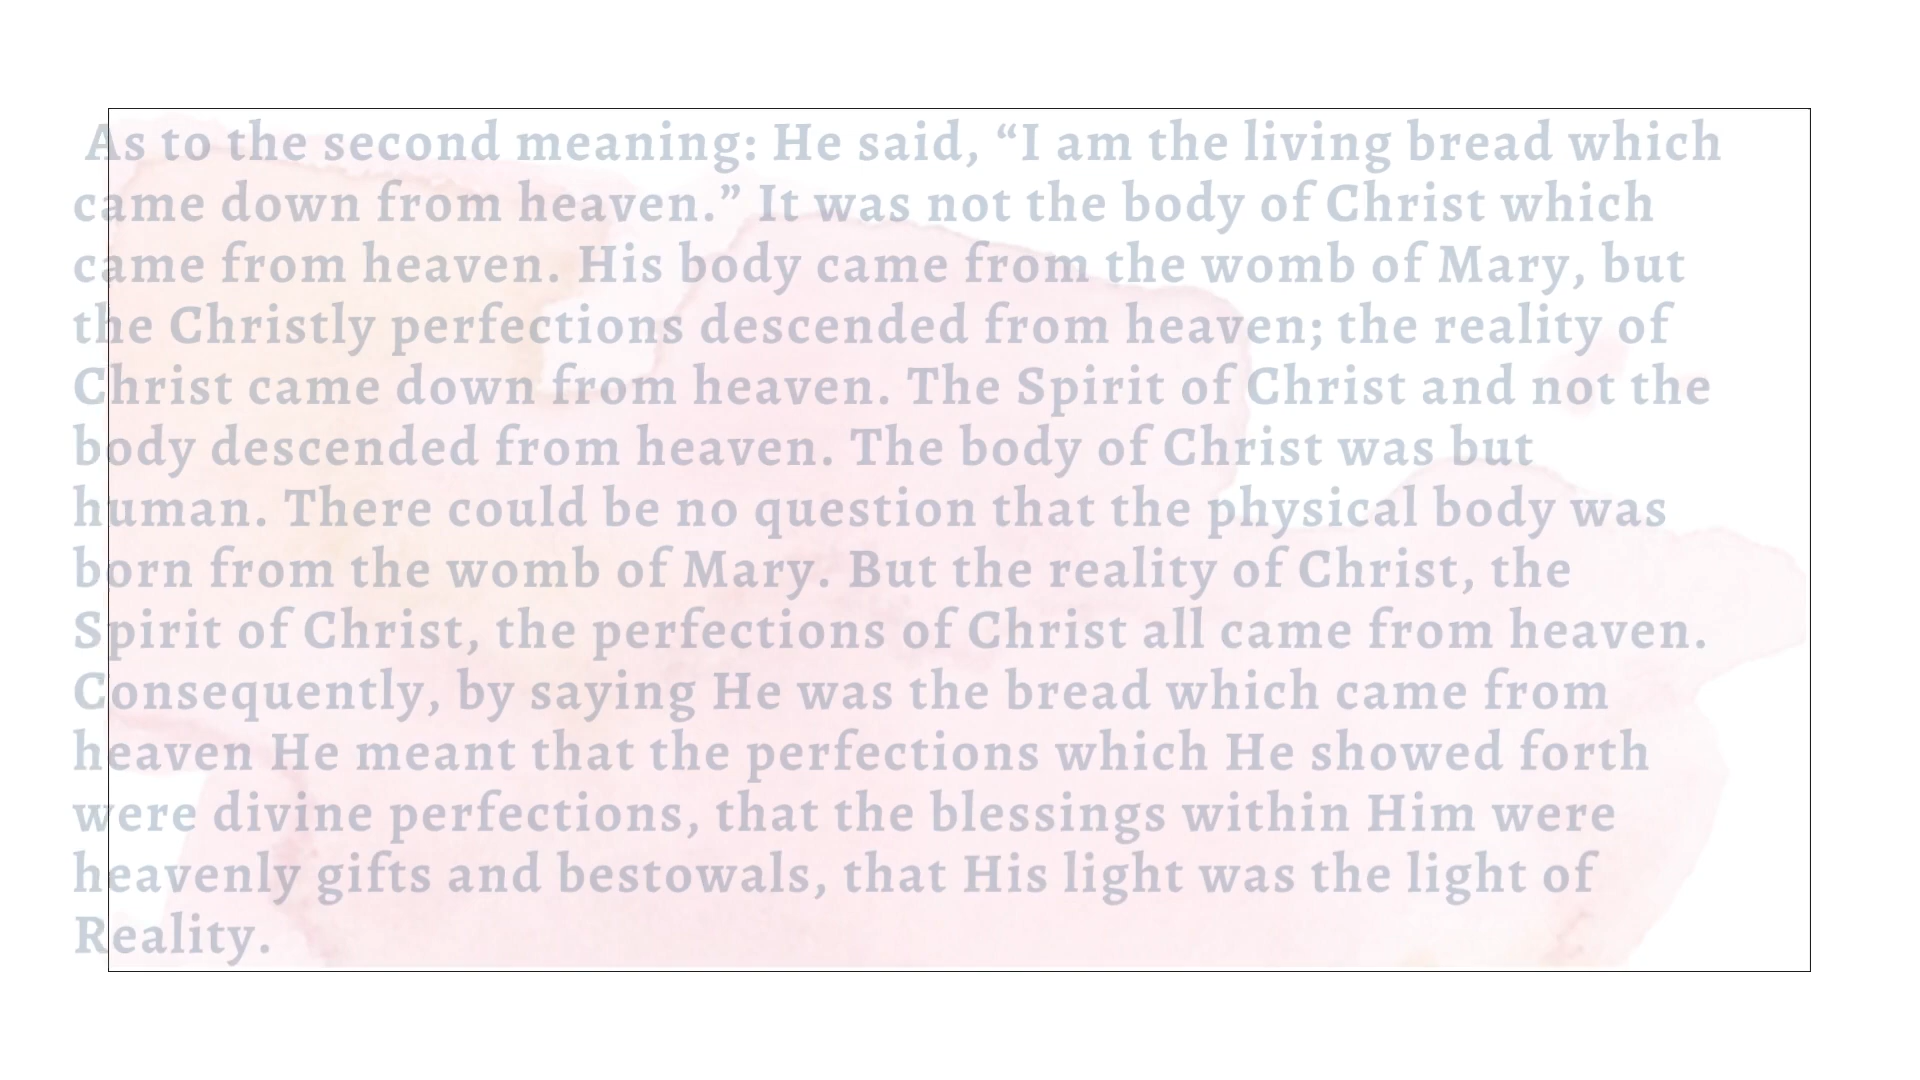 As to the second meaning: He said, “I am the living bread which
came down from heaven.” It was not the body of Christ which
came from heaven. His body came from the womb of Mary, but
the Christly perfections descended from heaven; the reality of
Christ came down from heaven. The Spirit of Christ and not the
body descended from heaven. The body of Christ was but
human. There could be no question that the physical body was
born from the womb of Mary. But the reality of Christ, the
Spirit of Christ, the perfections of Christ all came from heaven.
Consequently, by saying He was the bread which came from
heaven He meant that the perfections which He showed forth
were divine perfections, that the blessings within Him were
heavenly gifts and bestowals, that His light was the light of
Reality.